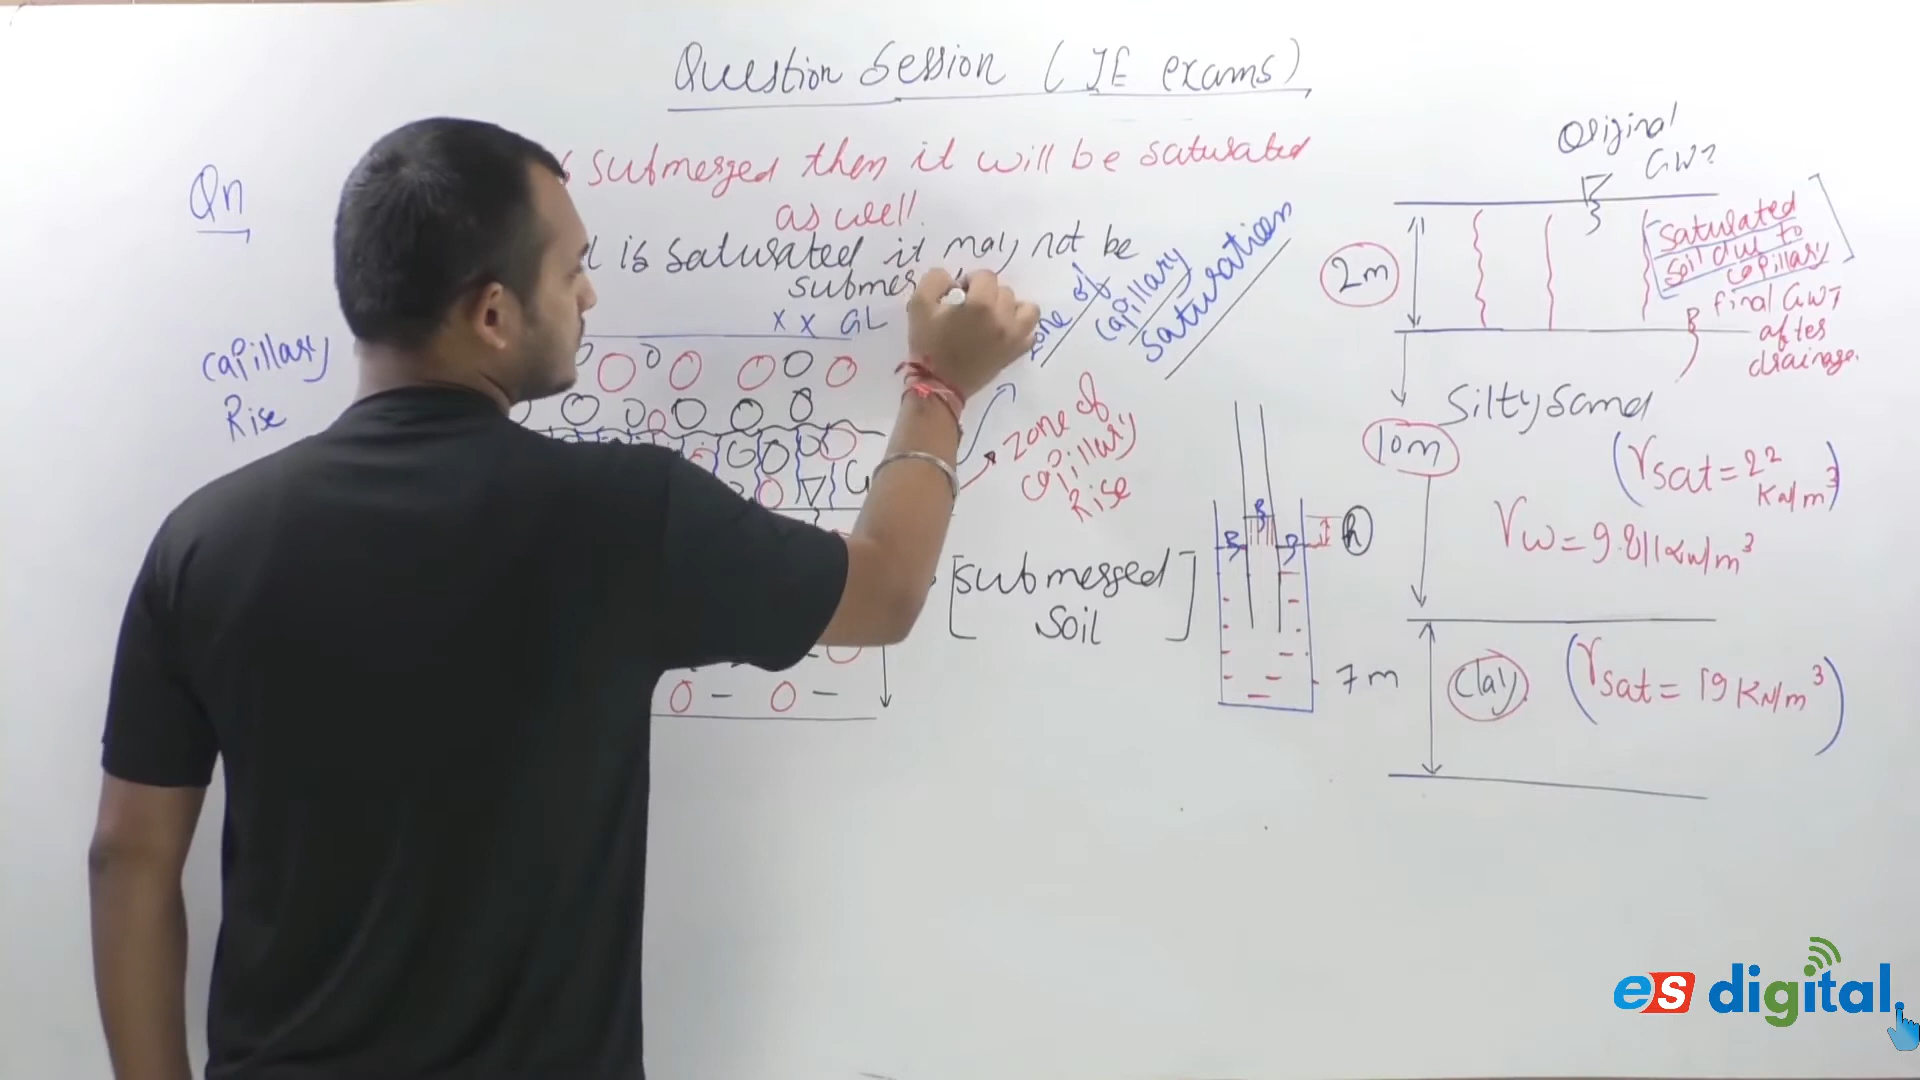 Question Session (JE exams)
Qn
submerged then it will be saturated
as well.
is saturated it may not be
submer
x x GL
Capillary
Rise
zone of
capillary
saturation
zone of
capillary
Rise
[submerged
Soil]
h
Original
GWT
2m
saturated
soil due to
capillary
final GWT
after
drainage.
10m
Silty sand
(γsat = 22
KN/m³)
γw = 9.81 KN/m³
7m
Clay
(γsat = 19 KN/m³)
es digital.